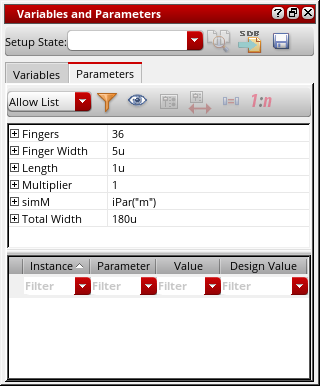 Variables and Parameters
Setup State:
SDB
Variables Parameters
Allow List 1:n
Fingers 36
Finger Width 5u
Length 1u
Multiplier 1
simM iPar("m")
Total Width 180u
Instance Parameter Value Design Value
Filter Filter Filter Filter